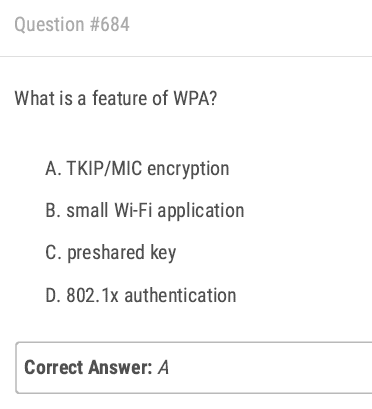 Question #684
What is a feature of WPA?
A. TKIP/MIC encryption
B. small Wi-Fi application
C. preshared key
D. 802.1x authentication
Correct Answer: A